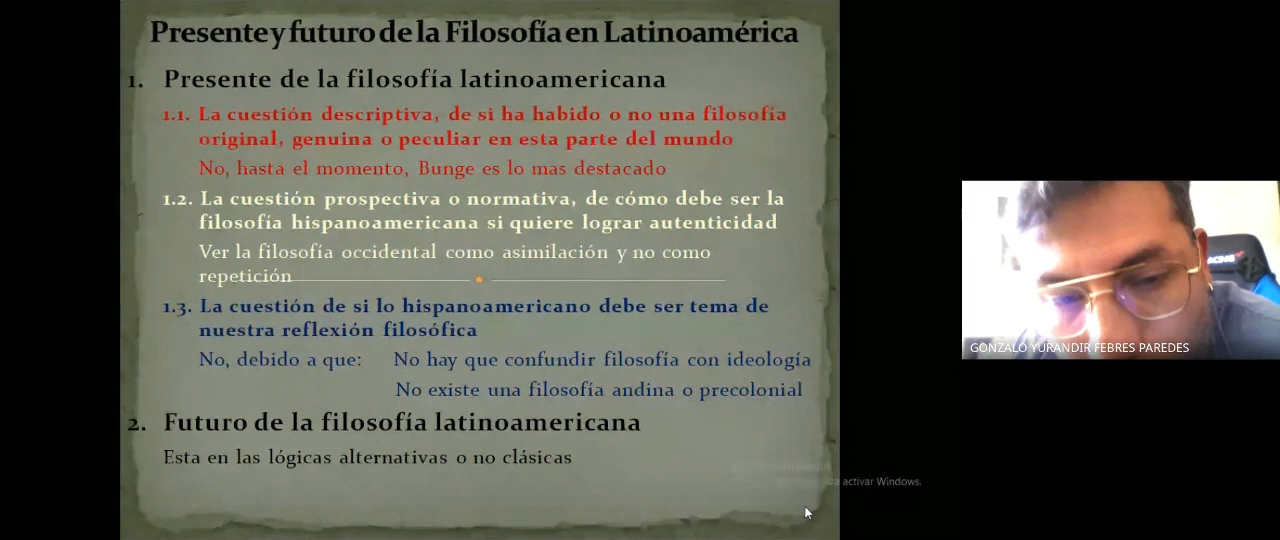 Presente y futuro de la Filosofía en Latinoamérica
1. Presente de la filosofía latinoamericana
1.1. La cuestión descriptiva, de si ha habido o no una filosofía
original, genuina o peculiar en esta parte del mundo
No, hasta el momento, Bunge es lo mas destacado
1.2. La cuestión prospectiva o normativa, de cómo debe ser la
filosofía hispanoamericana si quiere lograr autenticidad
Ver la filosofía occidental como asimilación y no como
repetición
1.3. La cuestión de si lo hispanoamericano debe ser tema de
nuestra reflexión filosófica
No, debido a que: No hay que confundir filosofía con ideología
No existe una filosofía andina o precolonial
2. Futuro de la filosofía latinoamericana
Esta en las lógicas alternativas o no clásicas
activar Windows.
GONZALO YURANDIR FEBRES PAREDES